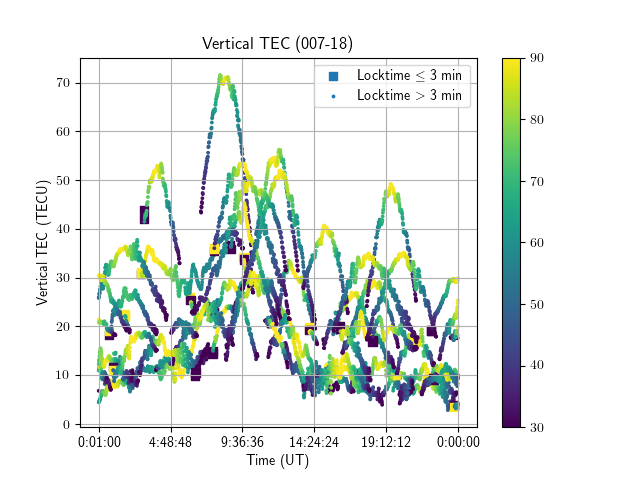 Vertical TEC (007-18)
Locktime ≤ 3 min
Locktime > 3 min
Vertical TEC (TECU)
70
60
50
40
30
20
10
0
0:01:00 4:48:48 9:36:36 14:24:24 19:12:12 0:00:00
Time (UT)
90
80
70
60
50
40
30